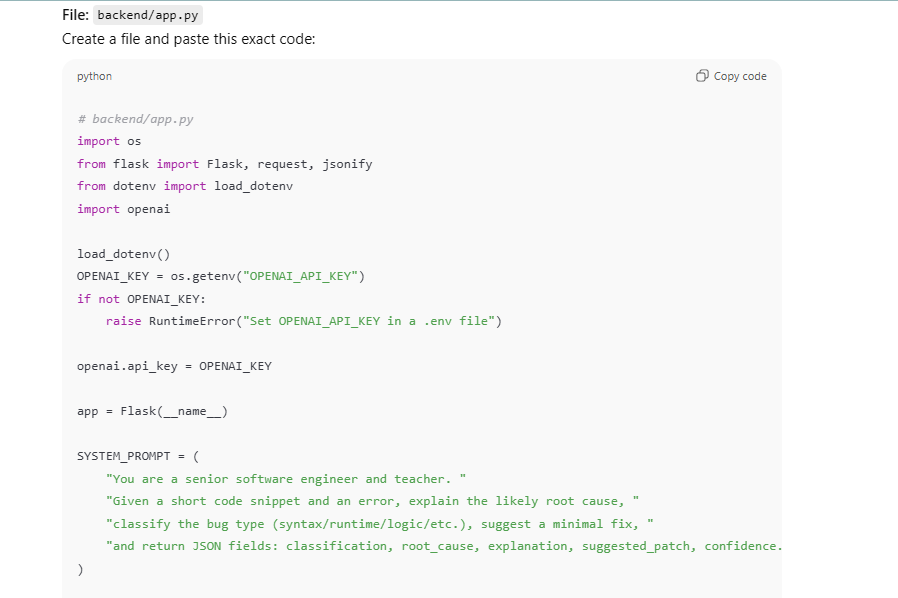 File: backend/app.py
Create a file and paste this exact code:
python
Copy code
# backend/app.py
import os
from flask import Flask, request, jsonify
from dotenv import load_dotenv
import openai
load_dotenv()
OPENAI_KEY = os.getenv("OPENAI_API_KEY")
if not OPENAI_KEY:
    raise RuntimeError("Set OPENAI_API_KEY in a .env file")
openai.api_key = OPENAI_KEY
app = Flask(__name__)
SYSTEM_PROMPT = (
    "You are a senior software engineer and teacher. "
    "Given a short code snippet and an error, explain the likely root cause, "
    "classify the bug type (syntax/runtime/logic/etc.), suggest a minimal fix, "
    "and return JSON fields: classification, root_cause, explanation, suggested_patch, confidence.
)